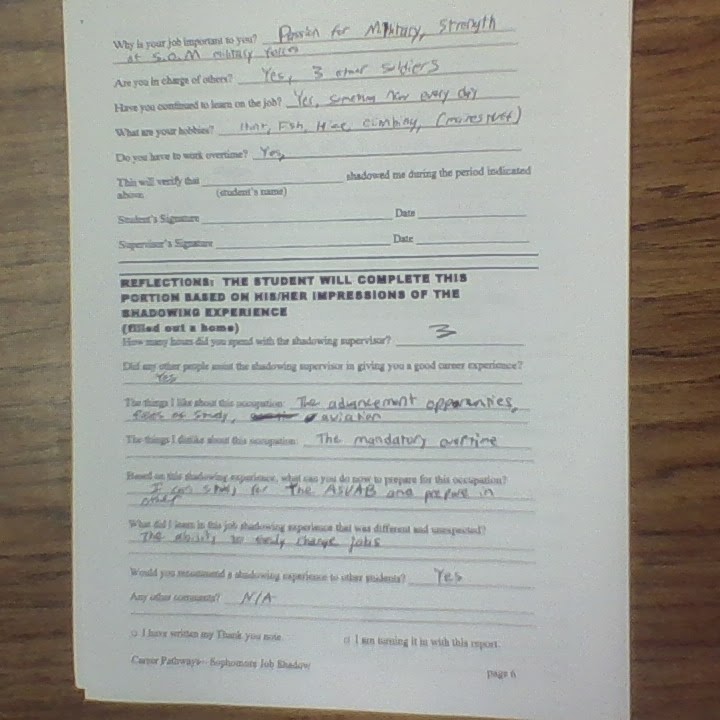 Why is your job important to you? Passion for Military, Strength
at S.O.M military forces
Are you in charge of others? Yes, 3 other soldiers
Have you continued to learn on the job? Yes, something new every day
What are your hobbies? Hunt, Fish, Hike, climbing,
Do you have to work overtime? Yes,
This will verify that ____ shadowed me during the period indicated
above. (student's name)
Student's Signature ____ Date ____
Supervisor's Signature ____ Date ____
REFLECTIONS: THE STUDENT WILL COMPLETE THIS
PORTION BASED ON HIS/HER IMPRESSIONS OF THE
SHADOWING EXPERIENCE
(filled out a home)
How many hours did you spend with the shadowing supervisor? 3
Did any other people assist the shadowing supervisor in giving you a good career experience?
Yes
The things I like about this occupation: The advancement
of study, aviation
The things I dislike about this occupation: The mandatory overtime
Based on this shadowing experience, what can you do now to prepare for this occupation?
I can study for the ASVAB and prepare in
other
What did I learn in this job shadowing experience that was different and unexpected?
The ability to easily change jobs
Would you recommend a shadowing experience to other students? Yes
Any other comments? N/A
I have written my Thank you note. I am turning it in with this report.
Career Pathways- Sophomore Job Shadow
page 6